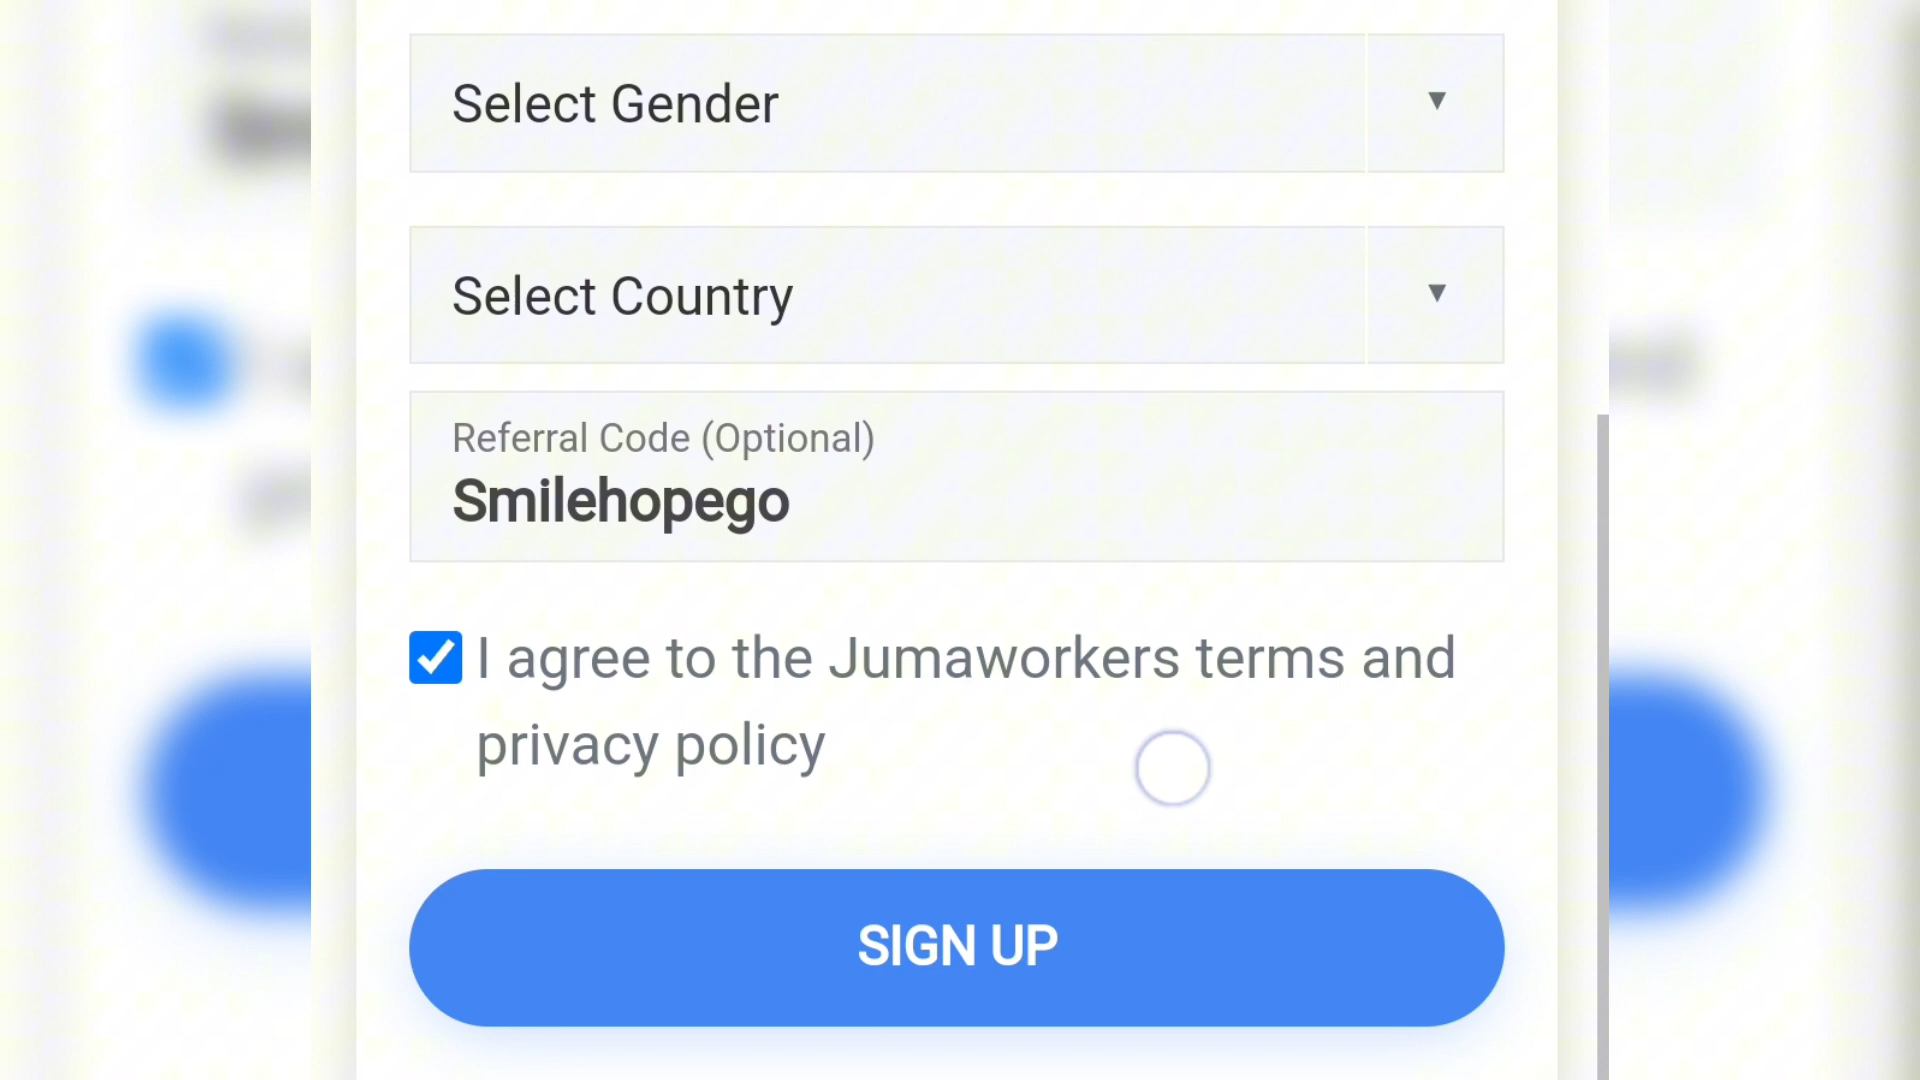 Select Gender
Select Country
Referral Code (Optional)
Smilehopego
I agree to the Jumaworkers terms and
privacy policy
SIGN UP